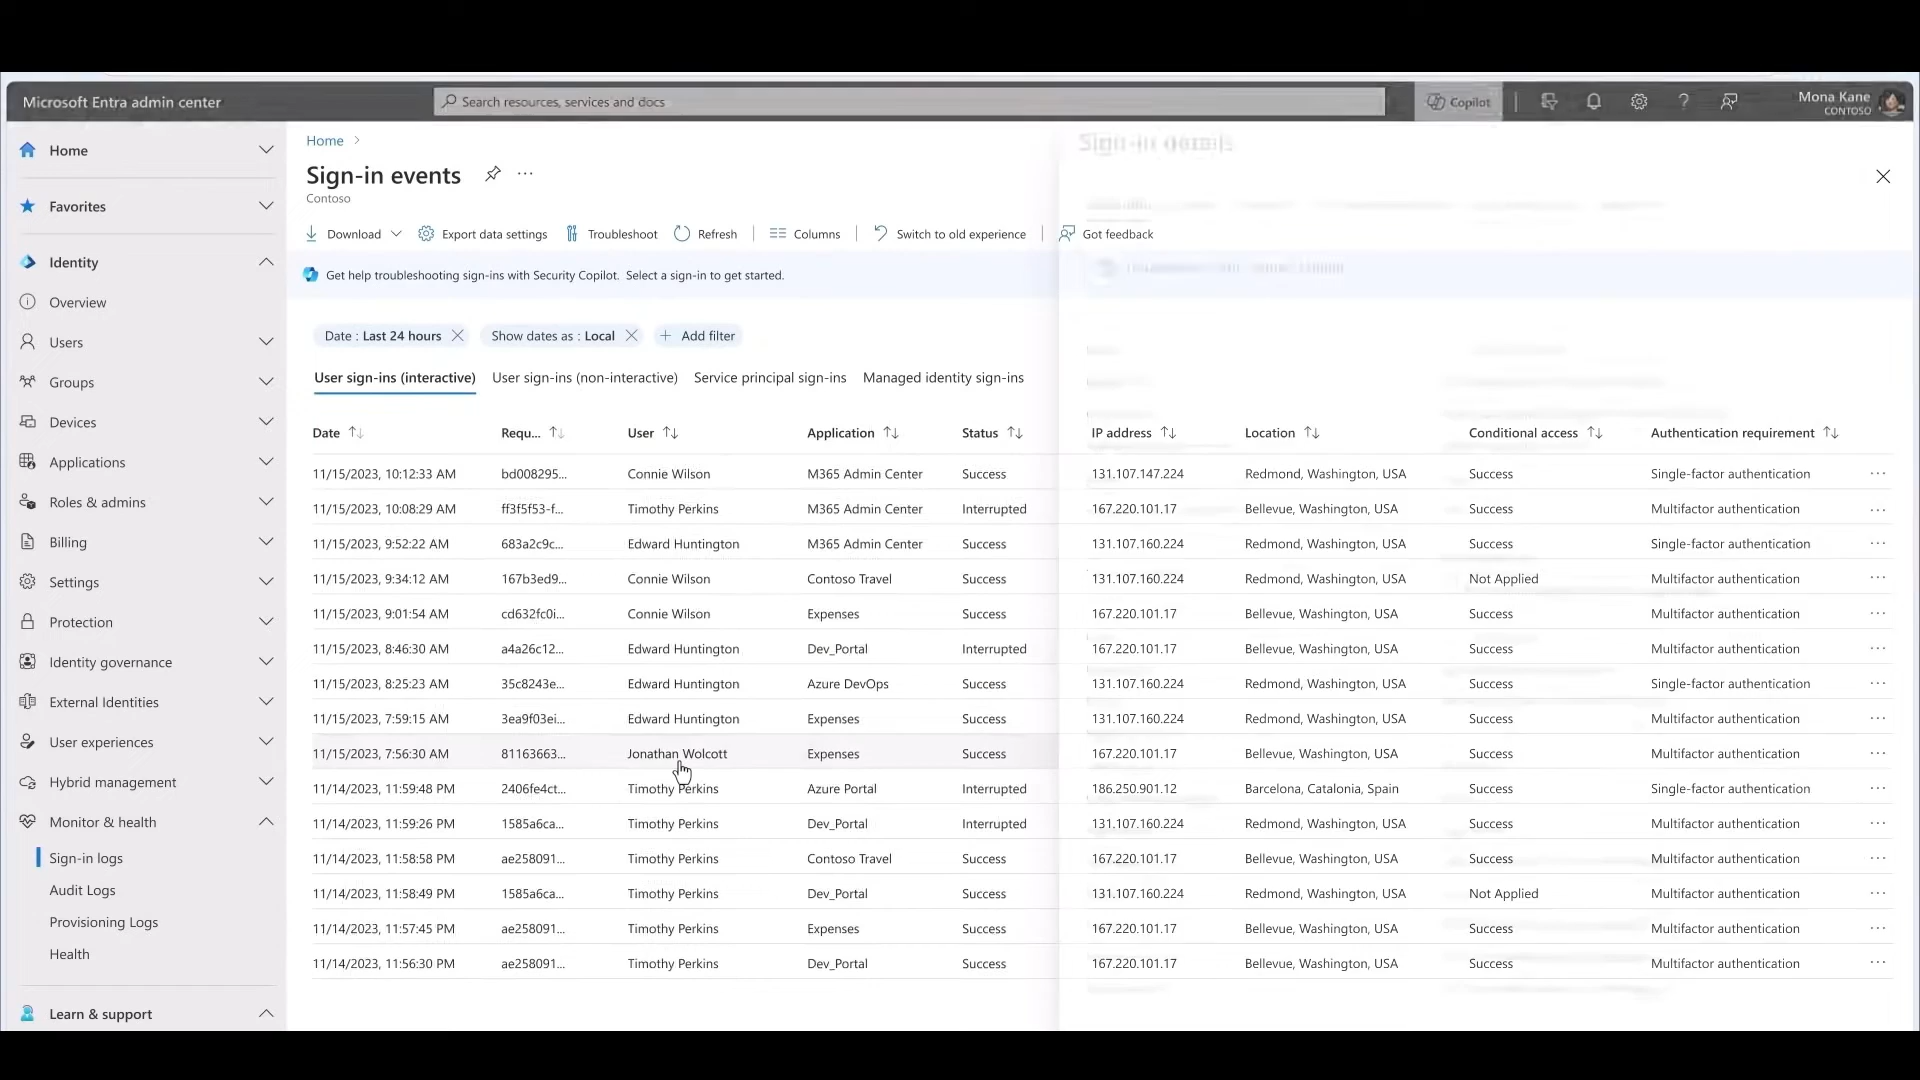 Microsoft Entra admin center
Search resources, services and docs
Copilot
Mona Kane
CONTOSO
Home
Favorites
Identity
Overview
Users
Groups
Devices
Applications
Roles & admins
Billing
Settings
Protection
Identity governance
External Identities
User experiences
Hybrid management
Monitor & health
Sign-in logs
Audit Logs
Provisioning Logs
Health
Learn & support
Home
Sign-in events
Contoso
Sign-in details
Download Export data settings Troubleshoot Refresh Columns Switch to old experience Got feedback
Get help troubleshooting sign-ins with Security Copilot. Select a sign-in to get started.
Date : Last 24 hours Show dates as : Local Add filter
User sign-ins (interactive) User sign-ins (non-interactive) Service principal sign-ins Managed identity sign-ins
Date Requ... User Application Status IP address Location Conditional access Authentication requirement
11/15/2023, 10:12:33 AM bd008295... Connie Wilson M365 Admin Center Success 131.107.147.224 Redmond, Washington, USA Success Single-factor authentication ...
11/15/2023, 10:08:29 AM ff3f5f53-f... Timothy Perkins M365 Admin Center Interrupted 167.220.101.17 Bellevue, Washington, USA Success Multifactor authentication ...
11/15/2023, 9:52:22 AM 683a2c9c... Edward Huntington M365 Admin Center Success 131.107.160.224 Redmond, Washington, USA Success Single-factor authentication ...
11/15/2023, 9:34:12 AM 167b3ed9... Connie Wilson Contoso Travel Success 131.107.160.224 Redmond, Washington, USA Not Applied Multifactor authentication ...
11/15/2023, 9:01:54 AM cd632fc0i... Connie Wilson Expenses Success 167.220.101.17 Bellevue, Washington, USA Success Multifactor authentication ...
11/15/2023, 8:46:30 AM a4a26c12... Edward Huntington Dev_Portal Interrupted 167.220.101.17 Bellevue, Washington, USA Success Multifactor authentication ...
11/15/2023, 8:25:23 AM 35c8243e... Edward Huntington Azure DevOps Success 131.107.160.224 Redmond, Washington, USA Success Single-factor authentication ...
11/15/2023, 7:59:15 AM 3ea9f03ei... Edward Huntington Expenses Success 131.107.160.224 Redmond, Washington, USA Success Multifactor authentication ...
11/15/2023, 7:56:30 AM 81163663... Jonathan Wolcott Expenses Success 167.220.101.17 Bellevue, Washington, USA Success Multifactor authentication ...
11/14/2023, 11:59:48 PM 2406fe4ct... Timothy Perkins Azure Portal Interrupted 186.250.901.12 Barcelona, Catalonia, Spain Success Single-factor authentication ...
11/14/2023, 11:59:26 PM 1585a6ca... Timothy Perkins Dev_Portal Interrupted 131.107.160.224 Redmond, Washington, USA Success Multifactor authentication ...
11/14/2023, 11:58:58 PM ae258091... Timothy Perkins Contoso Travel Success 167.220.101.17 Bellevue, Washington, USA Success Multifactor authentication ...
11/14/2023, 11:58:49 PM 1585a6ca... Timothy Perkins Dev_Portal Success 131.107.160.224 Redmond, Washington, USA Not Applied Multifactor authentication ...
11/14/2023, 11:57:45 PM ae258091... Timothy Perkins Expenses Success 167.220.101.17 Bellevue, Washington, USA Success Multifactor authentication ...
11/14/2023, 11:56:30 PM ae258091... Timothy Perkins Dev_Portal Success 167.220.101.17 Bellevue, Washington, USA Success Multifactor authentication ...